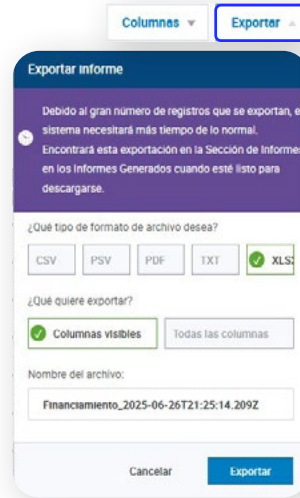 Columnas
Exportar
Exportar informe
Debido al gran número de registros que se exportan, e
sistema necesitará más tiempo de lo normal.
Encontrará esta exportación en la Sección de Informe
en los Informes Generados cuando esté listo para
descargarse.
¿Qué tipo de formato de archivo desea?
CSV PSV PDF TXT XLSX
¿Qué quiere exportar?
Columnas visibles Todas las columnas
Nombre del archivo:
Financiamiento_2025-06-26T21:25:14.209Z
Cancelar Exportar